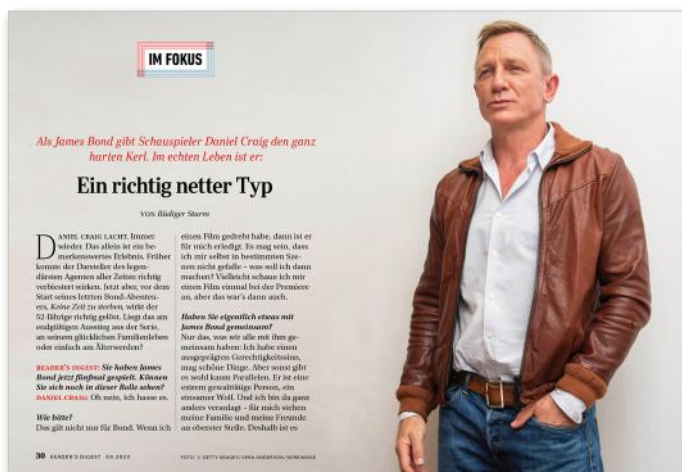 IM FOKUS
Als James Bond gibt Schauspieler Daniel Craig den ganz
harten Kerl. Im echten Leben ist er:
Ein richtig netter Typ
VON Rüdiger Sturm
DANIEL CRAIG LACHT. Immer
wieder. Das allein ist ein be-
merkenswertes Erlebnis. Früher
konnte der Darsteller des legen-
därsten Agenten aller Zeiten richtig
verbiestert wirken. Jetzt aber, vor dem
Start seines letzten Bond-Abenteu-
ers, Keine Zeit zu sterben, wirkt der
52-Jährige richtig gelöst. Liegt das am
endgültigen Ausstieg aus der Serie,
an seinem glücklichen Familienleben
oder einfach am Älterwerden?
READER'S DIGEST: Sie haben James
Bond jetzt fünfmal gespielt. Können
Sie sich noch in dieser Rolle sehen?
DANIEL CRAIG: Oh nein, ich hasse es.
Wie bitte?
Das gilt nicht nur für Bond. Wenn ich
einen Film gedreht habe, dann ist er
für mich erledigt. Es mag sein, dass
ich mir selbst in bestimmten Sze-
nen nicht gefalle – was soll ich dann
machen? Vielleicht schaue ich mir
einen Film einmal bei der Premiere
an, aber das war's dann auch.
Haben Sie eigentlich etwas mit
James Bond gemeinsam?
Nur das, was wir alle mit ihm ge-
meinsam haben: Ich habe einen
ausgeprägten Gerechtigkeitssinn,
mag schöne Dinge. Aber sonst gibt
es wohl kaum Parallelen. Er ist eine
extrem gewalttätige Person, ein
einsamer Wolf. Und ich bin da ganz
anders veranlagt – für mich stehen
meine Familie und meine Freunde
an oberster Stelle. Deshalb ist es
30 READER'S DIGEST 04.2020
FOTO: © GETTY IMAGES/VERA ANDERSON/WIREIMAGE